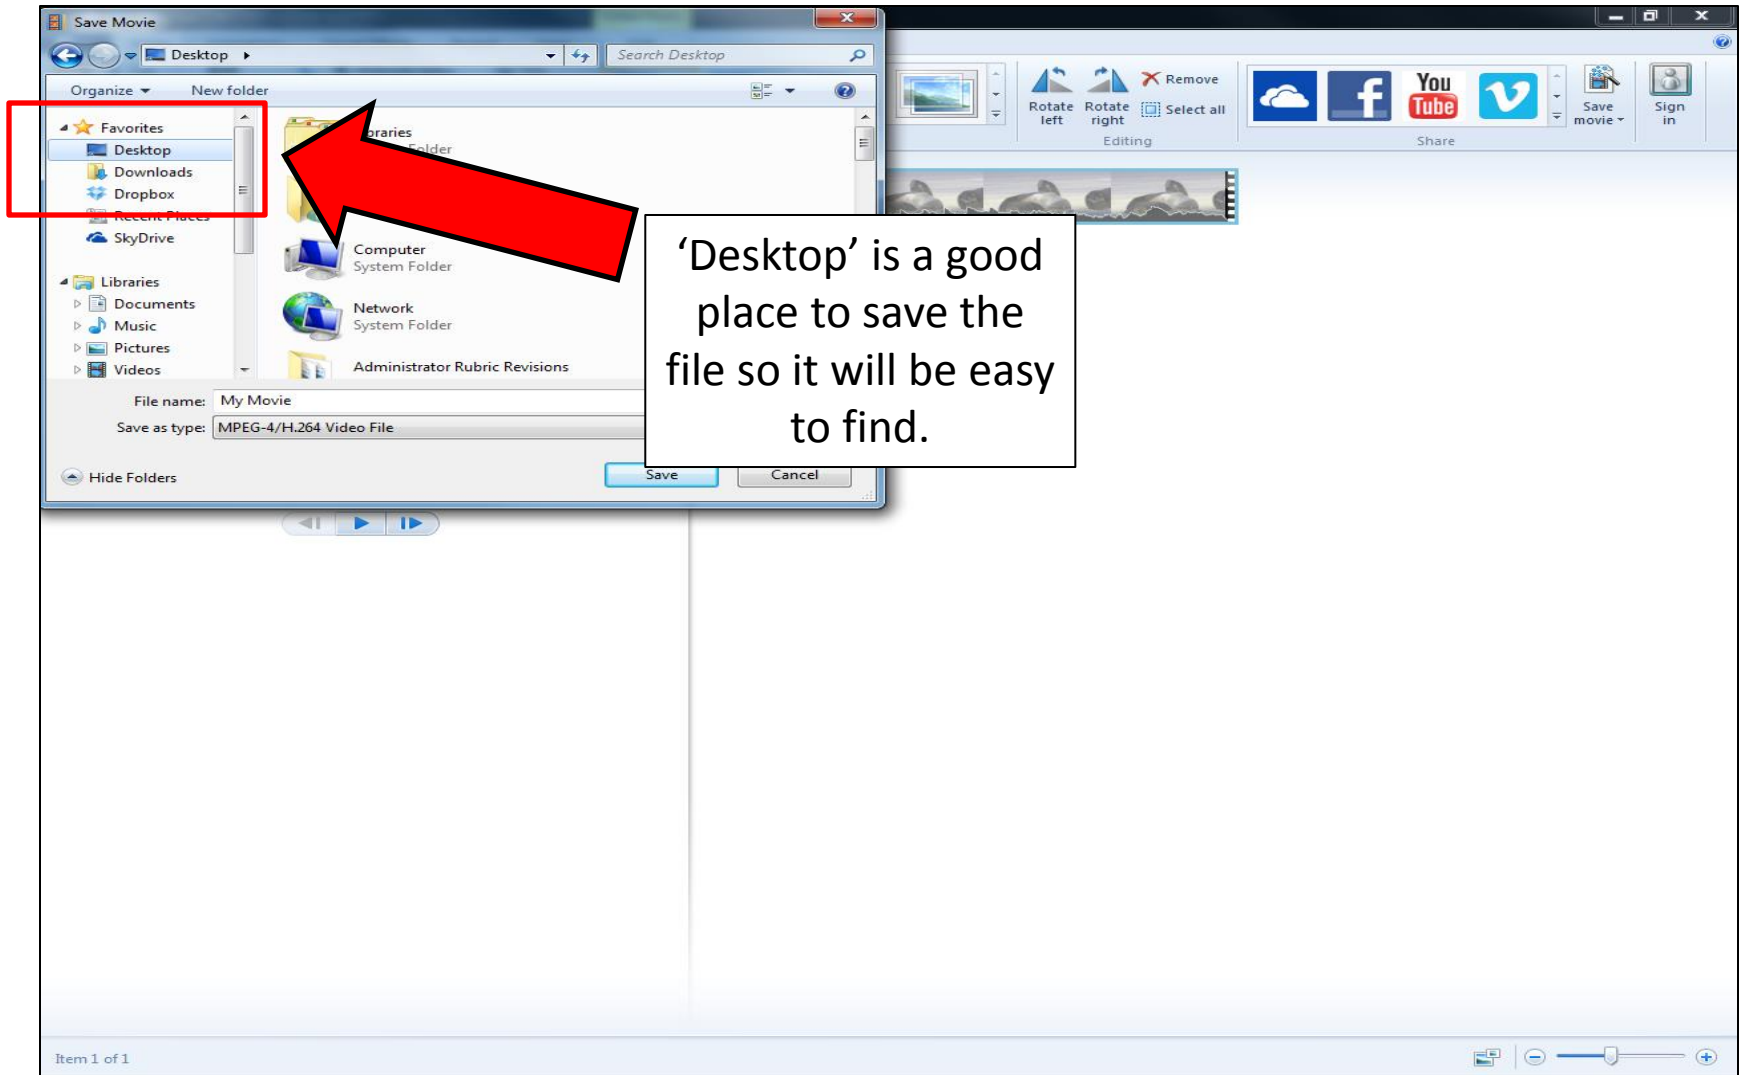 Save Movie
Desktop
Search Desktop
Organize
New folder
Favorites
Desktop
Downloads
Dropbox
Recent Places
SkyDrive
Libraries
Documents
Music
Pictures
Videos
System Folder
Computer
System Folder
Network
System Folder
Administrator Rubric Revisions
File name: My Movie
Save as type: MPEG-4/H.264 Video File
Hide Folders
Save
Cancel
Rotate left
Rotate right
Remove
Select all
Editing
f
You
Tube
v
Share
Save movie
Sign in
‘Desktop’ is a good
place to save the
file so it will be easy
to find.
Item 1 of 1